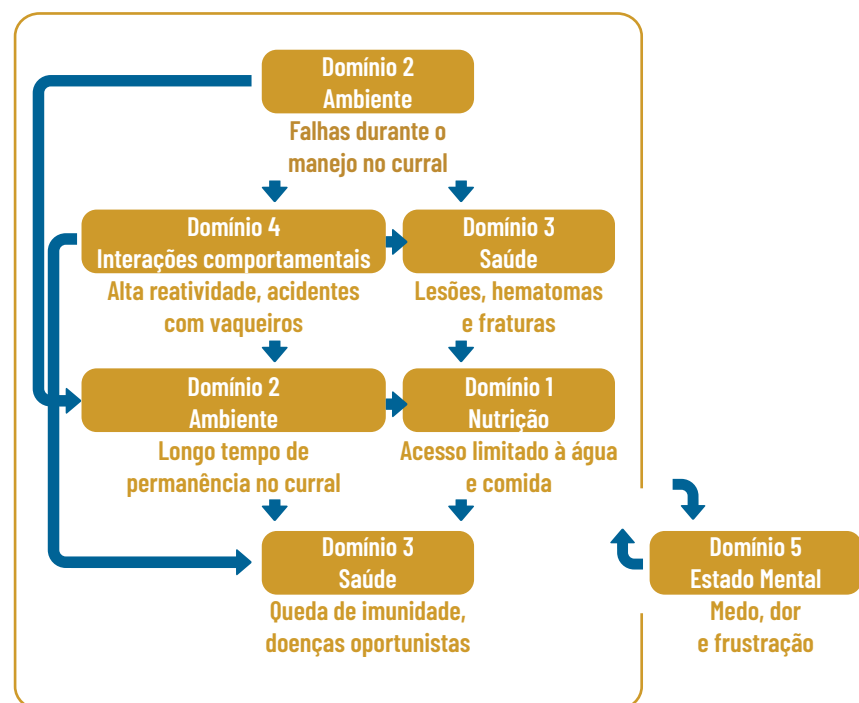 Domínio 2
Ambiente
Falhas durante o
manejo no curral
Domínio 4
Interações comportamentais
Alta reatividade, acidentes
com vaqueiros
Domínio 3
Saúde
Lesões, hematomas
e fraturas
Domínio 2
Ambiente
Longo tempo de
permanência no curral
Domínio 1
Nutrição
Acesso limitado à água
e comida
Domínio 3
Saúde
Queda de imunidade,
doenças oportunistas
Domínio 5
Estado Mental
Medo, dor
e frustração